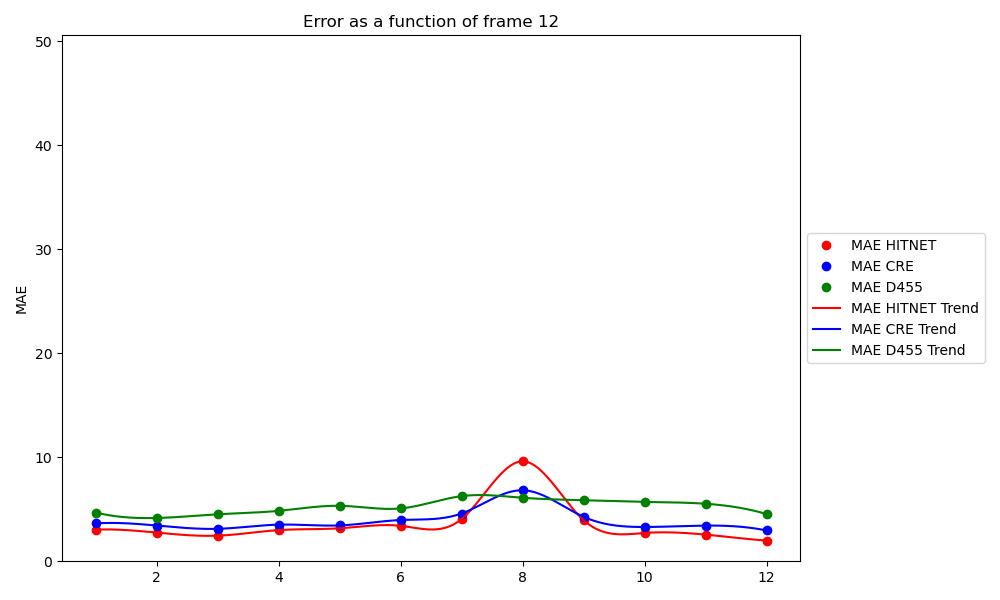 Error as a function of frame 12
50
40
30
20
10
0
MAE
2
4
6
8
10
12
MAE HITNET
MAE CRE
MAE D455
MAE HITNET Trend
MAE CRE Trend
MAE D455 Trend